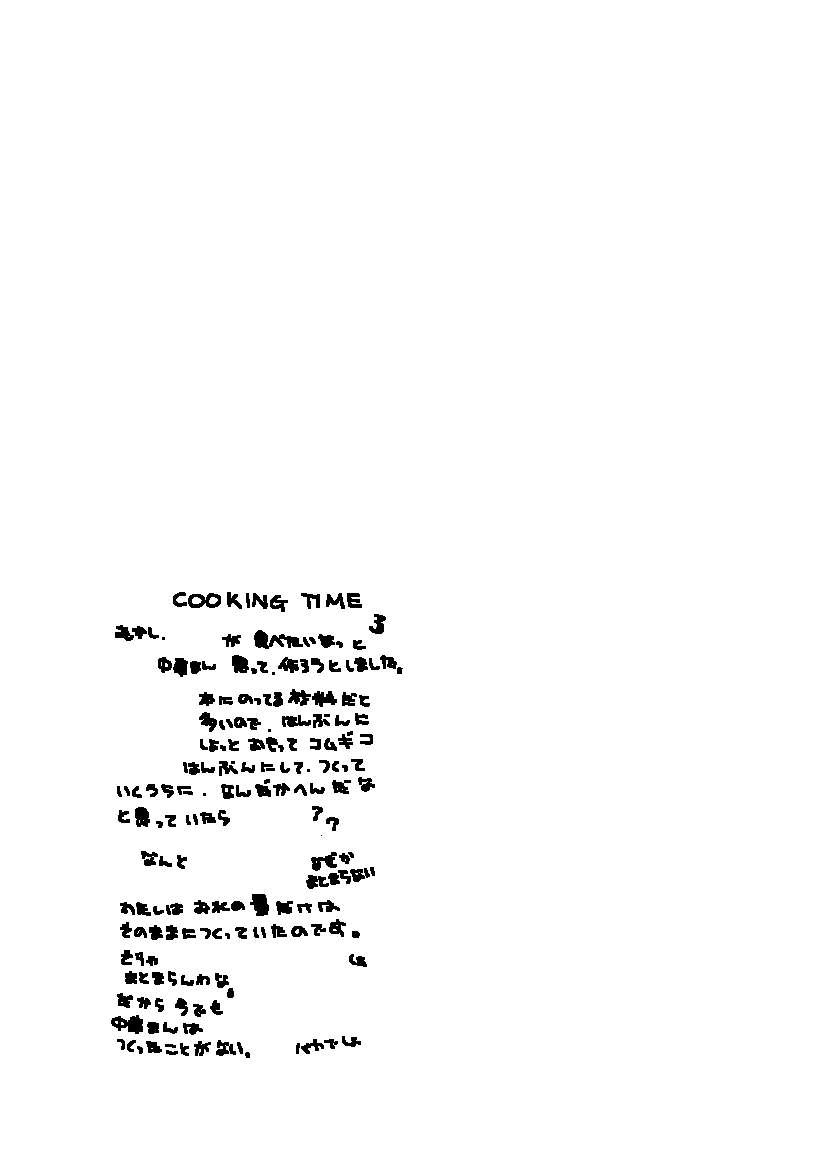 COOKING TIME
むかし、
中華まん が 食べたいなっと
思って、作ろうとしました。
本にのってる材料だと
多いので、はんぶんに
しよっと おもって コムギコ
はんぶんにして、つくって
いくうちに、なんだかへんだな
と思っていたら
??
なんと
なぜか
まとまらない
わたしは お水の量だけは
そのままにつくっていたのです。
そりゃ
まとまらんわな。
だから 今でも
中華まんは
つくったことがない。
バカでしょ